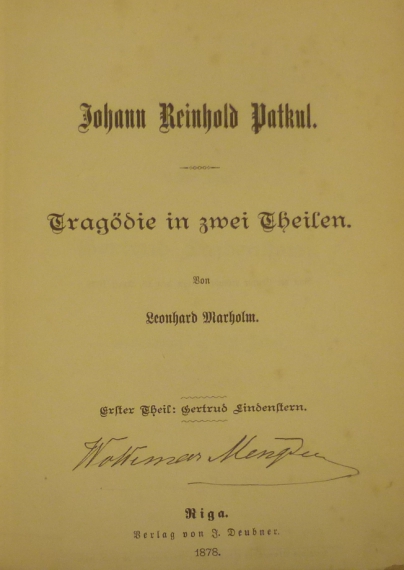 Johann Reinhold Patkul.
Tragödie in zwei Theilen.
Von
Leonhard Marholm.
Erster Theil: Gertrud Lindenstern.
Riga.
Verlag von J. Deubner.
1878.